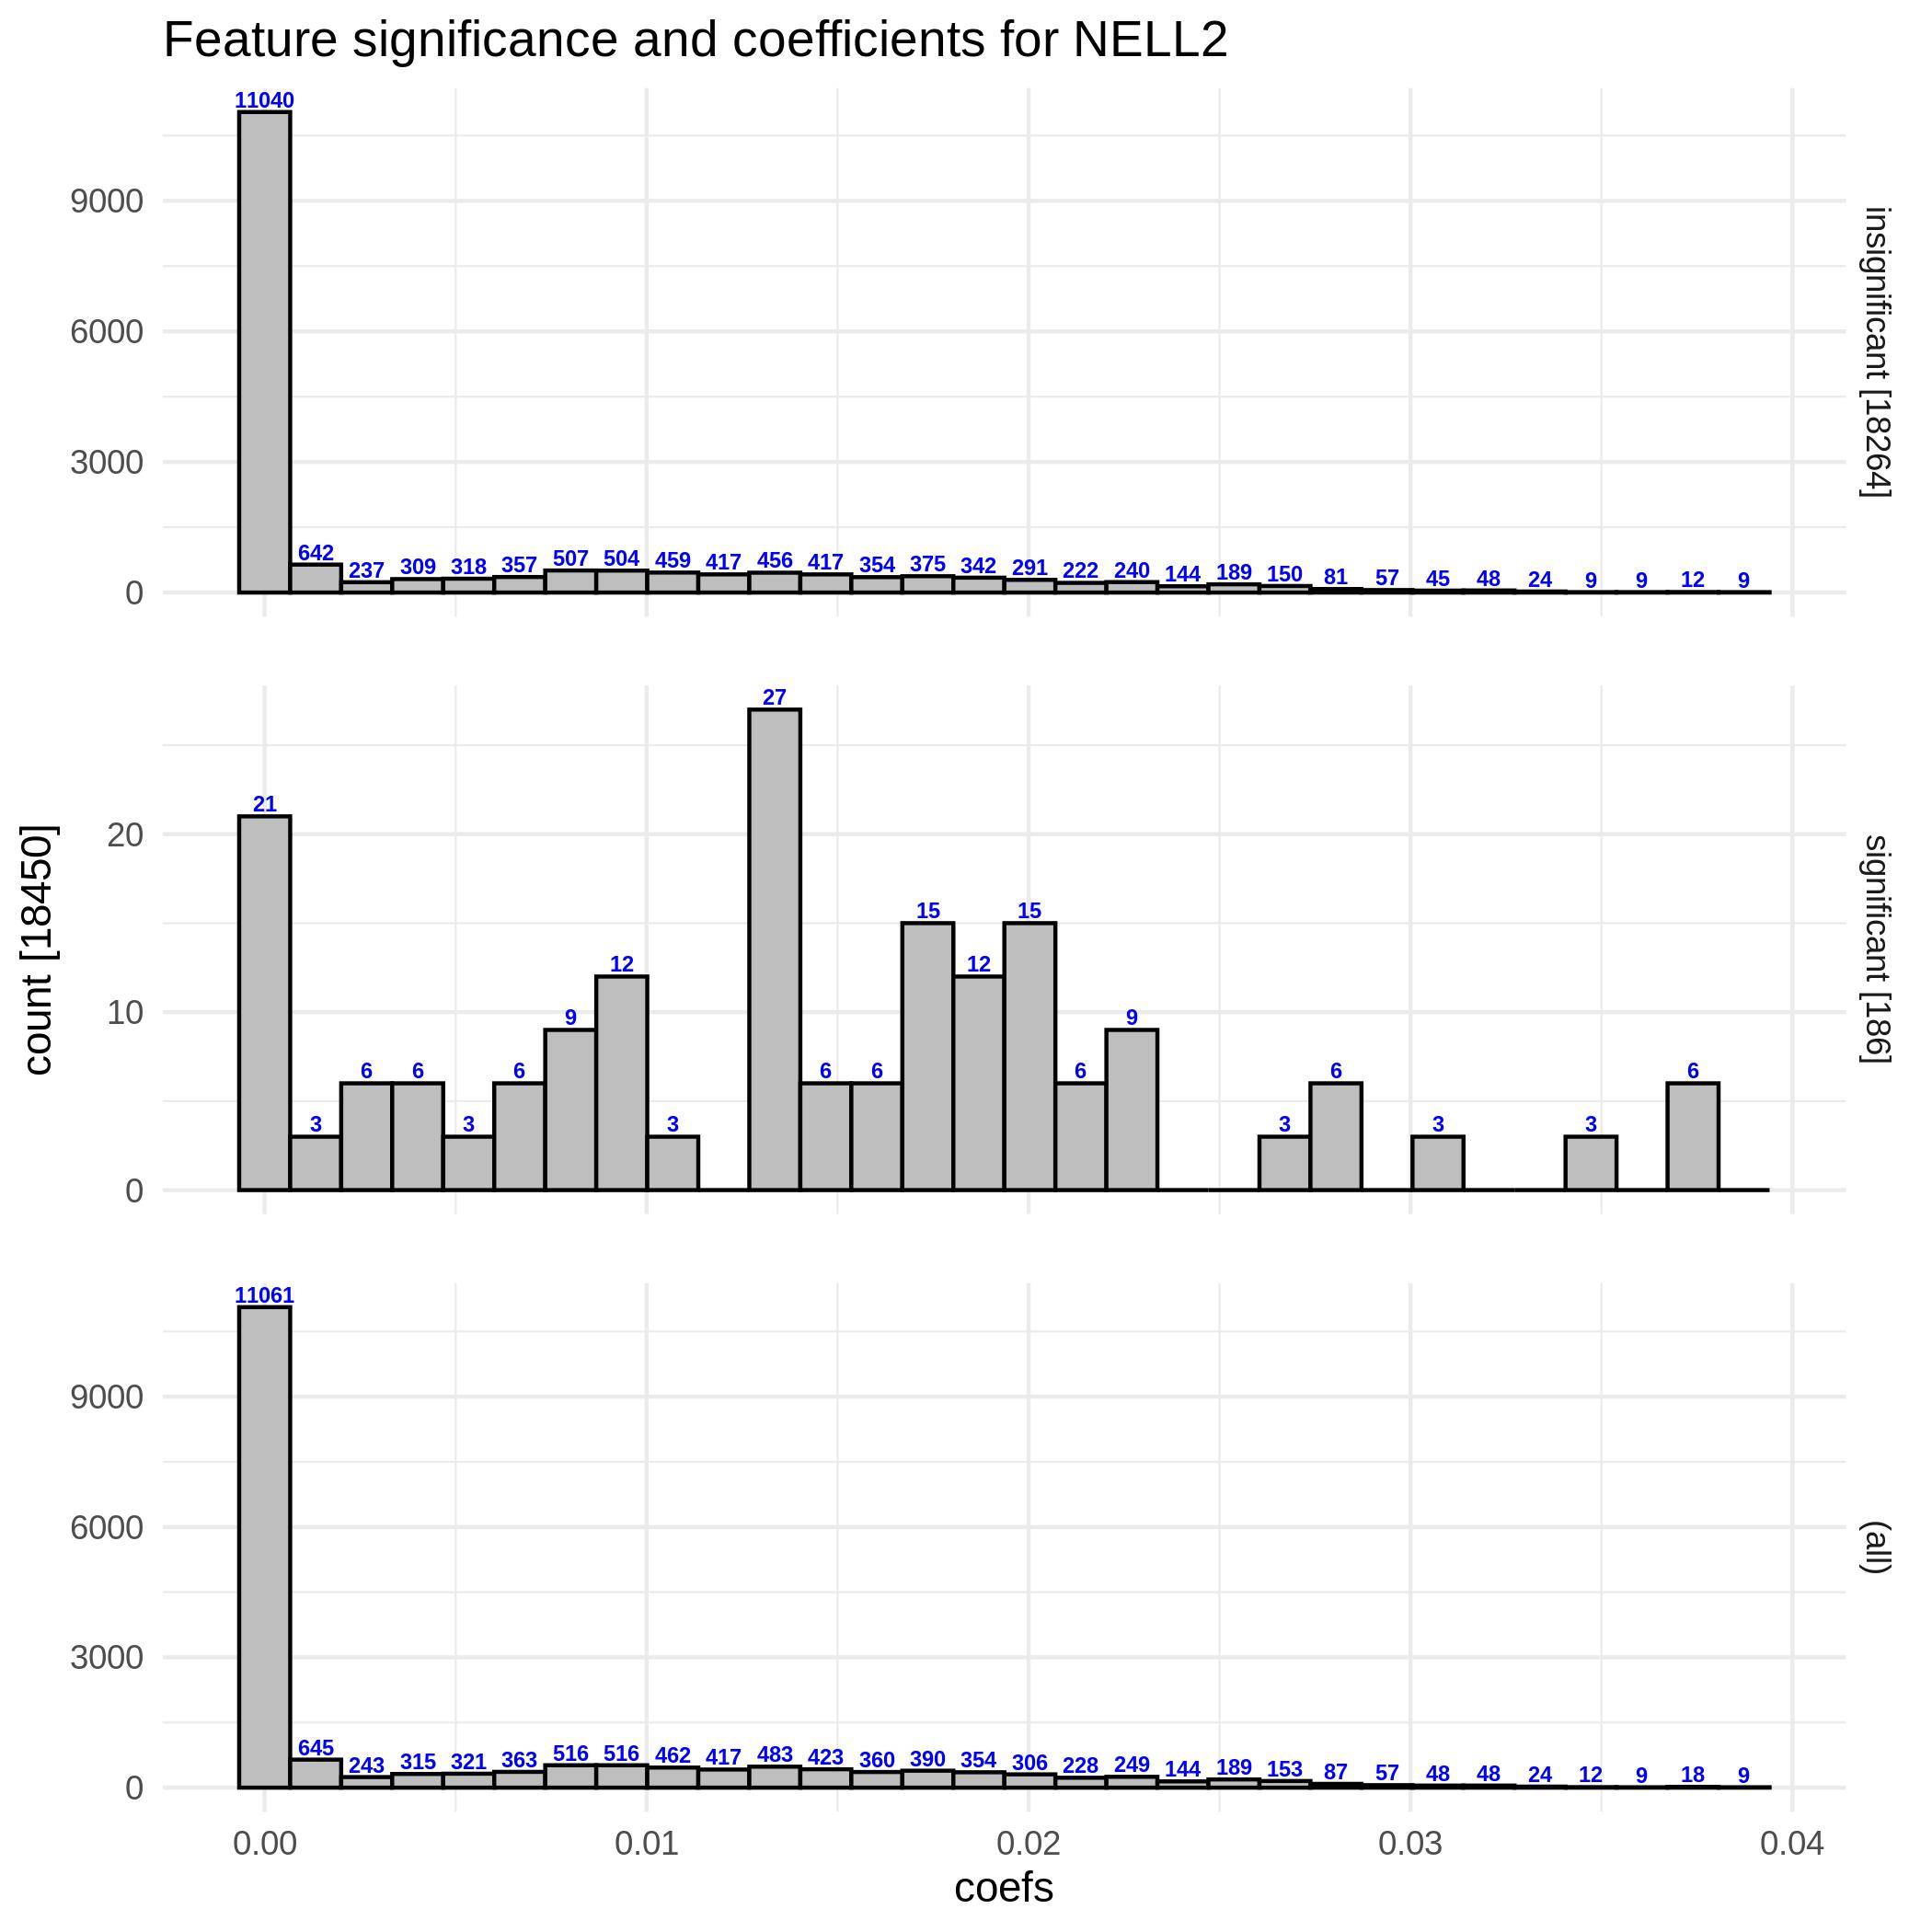 Feature significance and coefficients for NELL2
11040
9000
6000
3000
0
642 237 309 318 357 507 504 459 417 456 417 354 375 342 291 222 240 144 189 150 81 57 45 48 24 9 9 12 9
insignificant [18264]
count [18450]
20
10
0
21 3 6 6 3 6 9 12 3 27 6 6 15 12 15 6 9 3 6 3 3 6
significant [186]
11061
9000
6000
3000
0
645 243 315 321 363 516 516 462 417 483 423 360 390 354 306 228 249 144 189 153 87 57 48 48 24 12 9 18 9
(all)
0.00 0.01 0.02 0.03 0.04
coefs